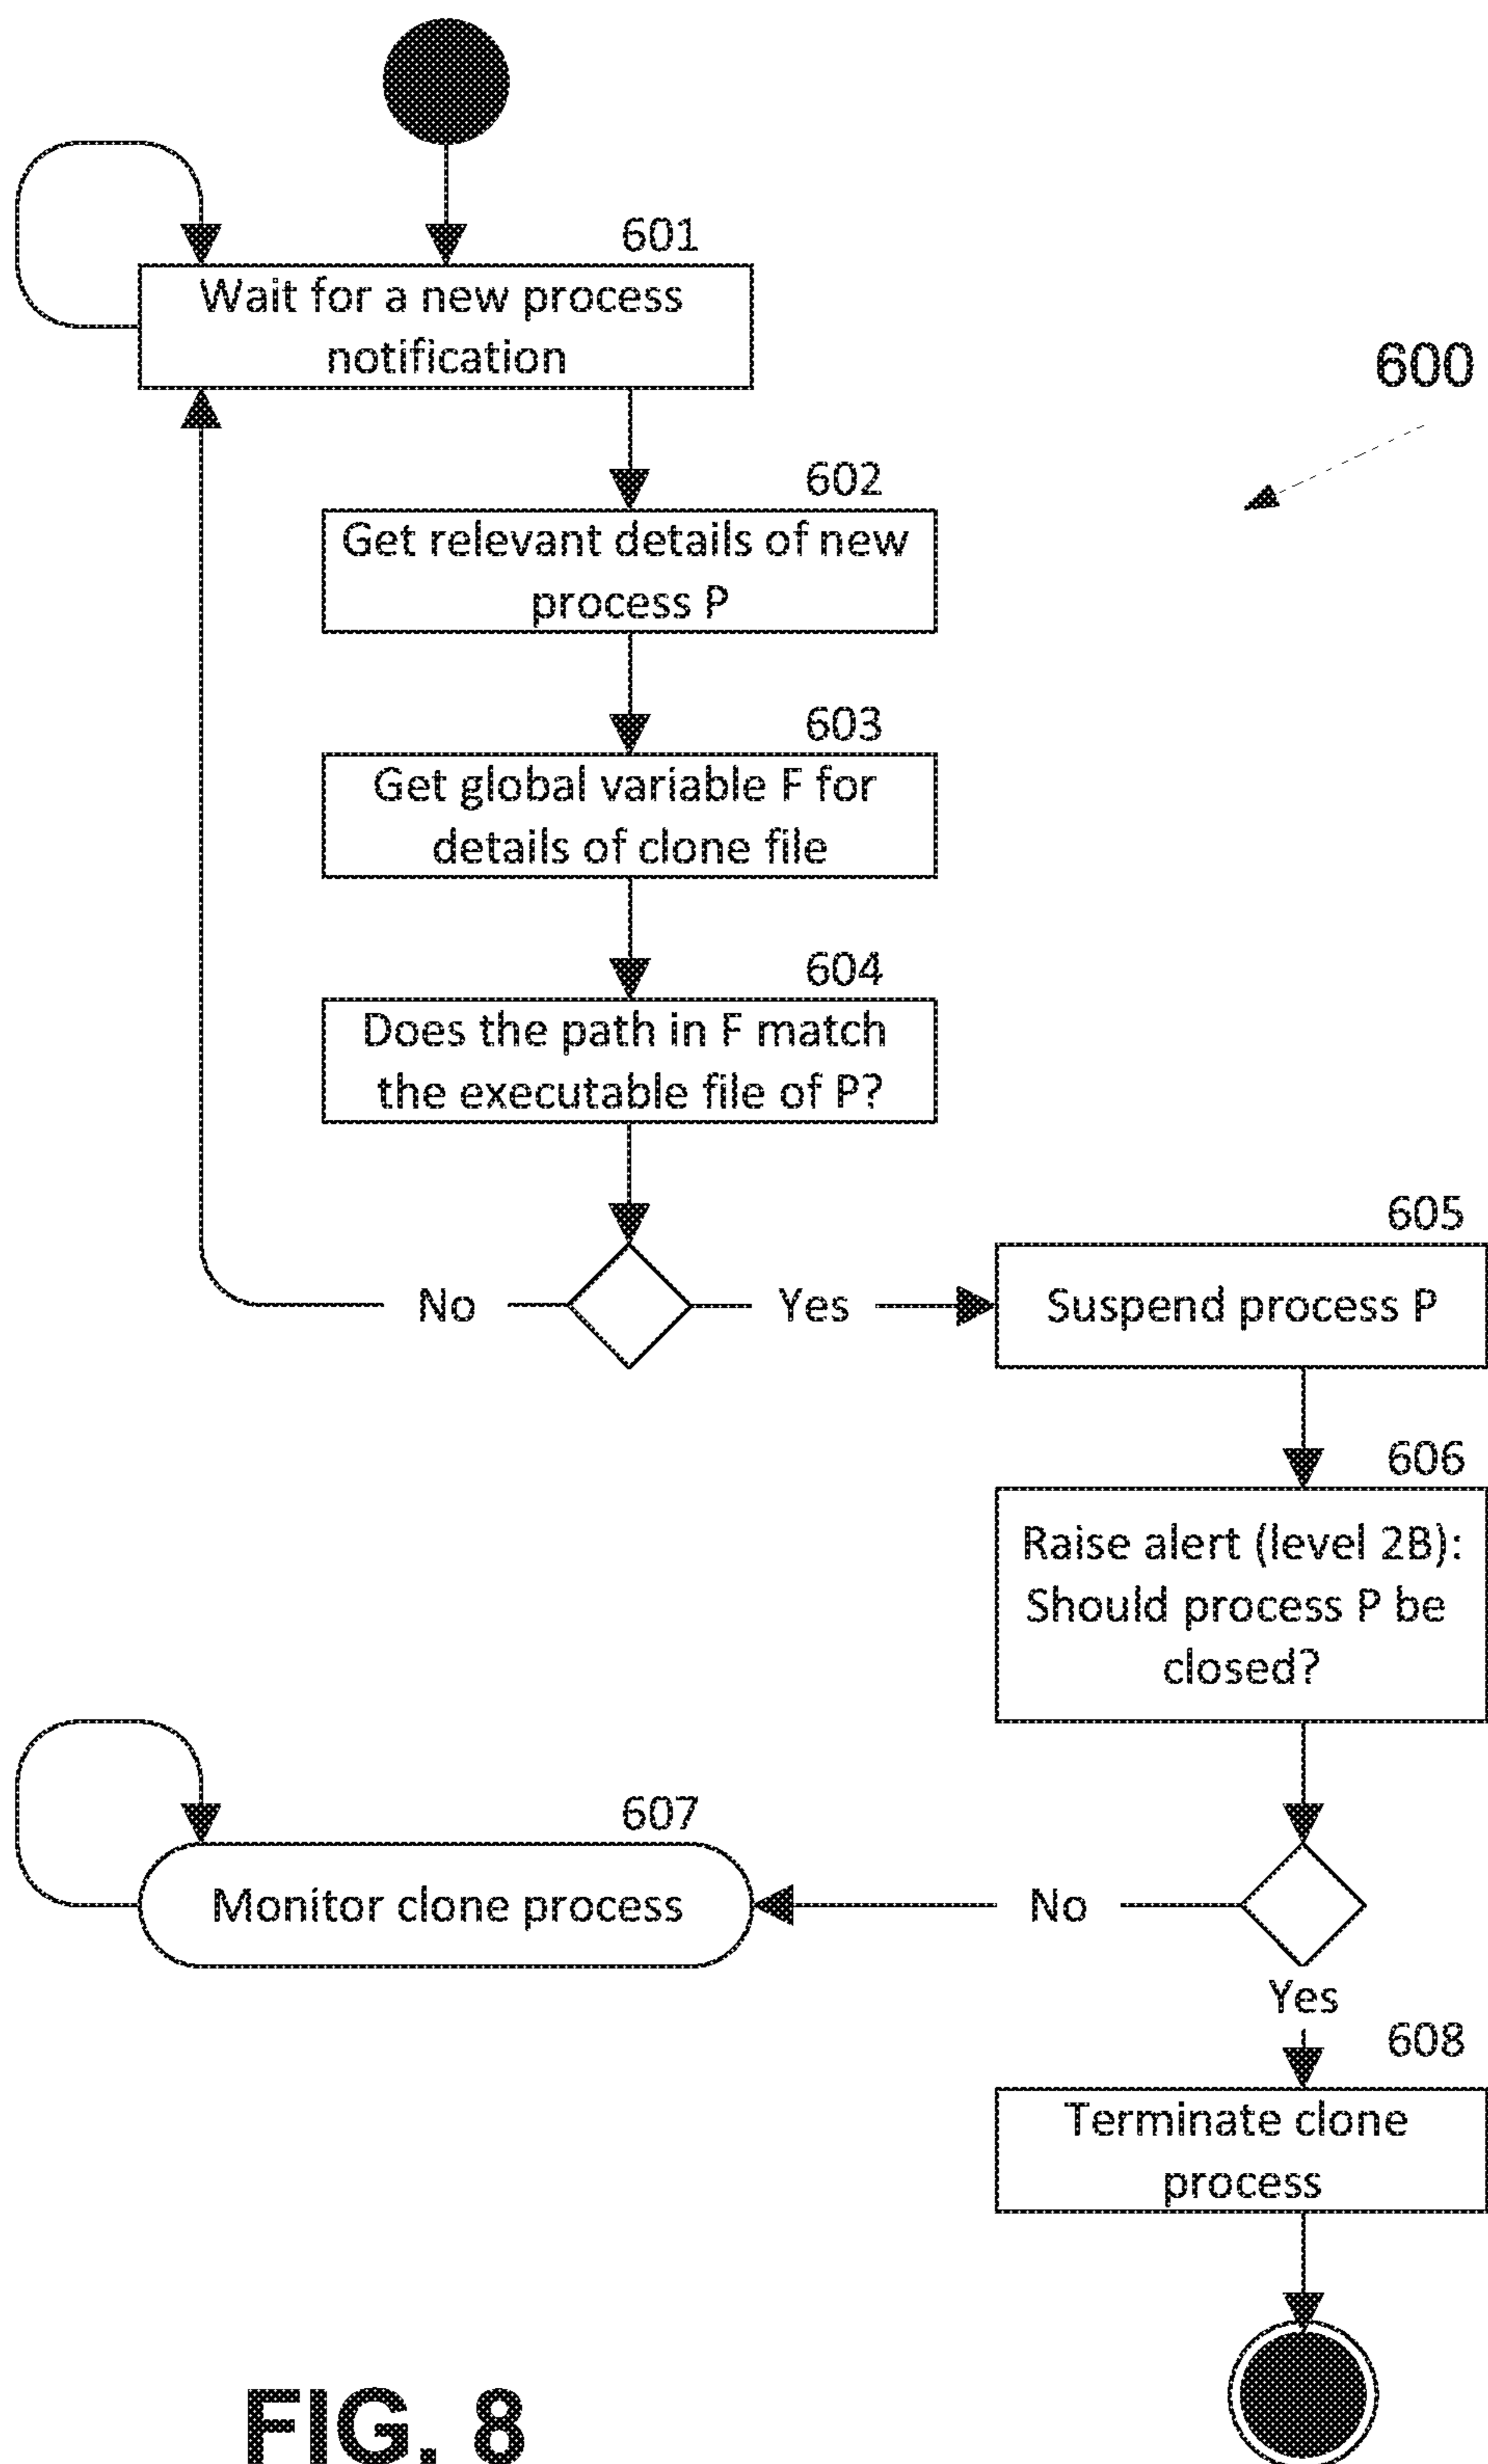 601
Wait for a new process
notification
600
602
Get relevant details of new
process P
603
Get global variable F for
details of clone file
604
Does the path in F match
the executable file of P?
No
Yes
605
Suspend process P
606
Raise alert (level 2B):
Should process P be
closed?
607
Monitor clone process
No
Yes
608
Terminate clone
process
FIG. 8